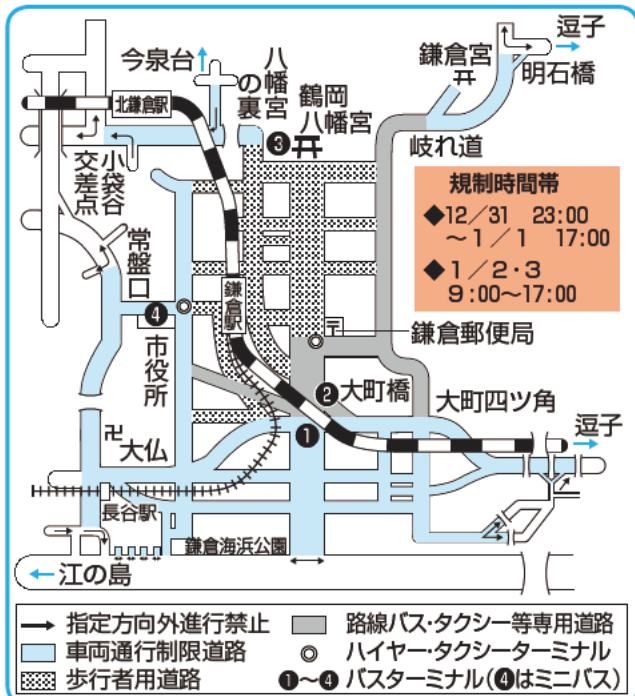 逗子
今泉台
八幡宮の裏
鎌倉宮
明石橋
北鎌倉駅
鶴岡
八幡宮
❸
岐れ道
小袋谷
交差点
規制時間帯
◆12/31 23:00
～1/1 17:00
◆1/2・3
9:00～17:00
常盤口
鎌倉駅
❹
〒
鎌倉郵便局
市役所
❷
大町橋
大町四ツ角
❶
逗子
卍
大仏
長谷駅
鎌倉海浜公園
江の島
指定方向外進行禁止
路線バス・タクシー等専用道路
車両通行制限道路
◎ ハイヤー・タクシーターミナル
歩行者用道路
❶～❹ バスターミナル(❹はミニバス)